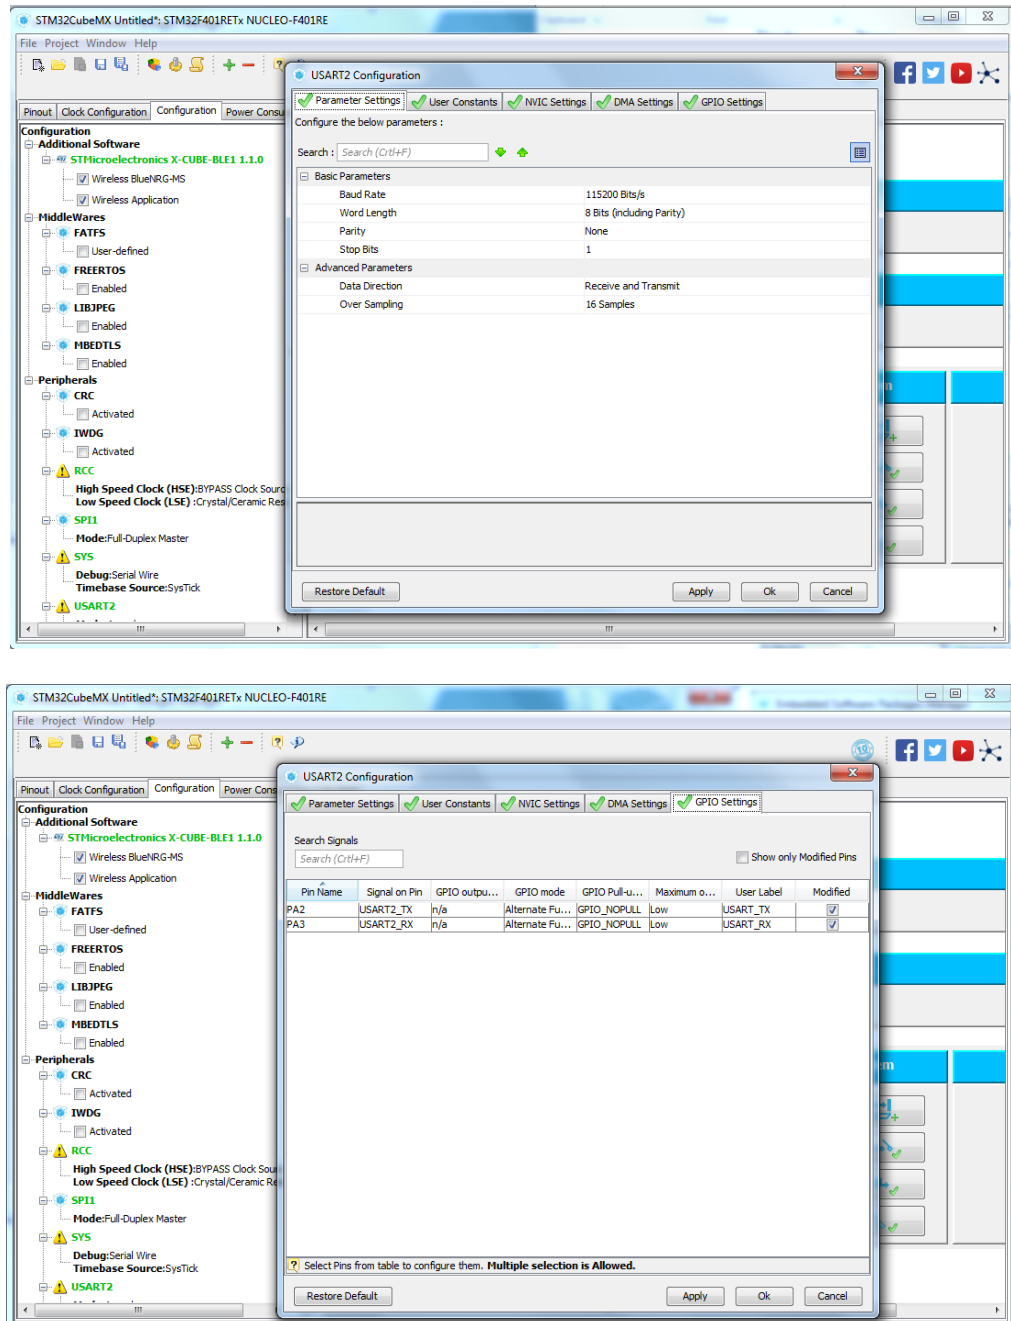 STM32CubeMX Untitled*: STM32F401RETx NUCLEO-F401RE
File Project Window Help
USART2 Configuration
Pinout Clock Configuration Configuration Power Consu
Parameter Settings User Constants NVIC Settings DMA Settings GPIO Settings
Configure the below parameters :
Search : Search (Crtl+F)
Basic Parameters
Baud Rate 115200 Bits/s
Word Length 8 Bits (including Parity)
Parity None
Stop Bits 1
Advanced Parameters
Data Direction Receive and Transmit
Over Sampling 16 Samples
Restore Default Apply Ok Cancel
Configuration
Additional Software
STMicroelectronics X-CUBE-BLE1 1.1.0
Wireless BlueNRG-MS
Wireless Application
MiddleWares
FATFS
User-defined
FREERTOS
Enabled
LIBJPEG
Enabled
MBEDTLS
Enabled
Peripherals
CRC
Activated
IWDG
Activated
RCC
High Speed Clock (HSE):BYPASS Clock Sourc
Low Speed Clock (LSE) :Crystal/Ceramic Res
SPI1
Mode:Full-Duplex Master
SYS
Debug:Serial Wire
Timebase Source:SysTick
USART2
STM32CubeMX Untitled*: STM32F401RETx NUCLEO-F401RE
File Project Window Help
USART2 Configuration
Pinout Clock Configuration Configuration Power Cons
Parameter Settings User Constants NVIC Settings DMA Settings GPIO Settings
Search Signals
Search (Crtl+F)
Show only Modified Pins
Pin Name Signal on Pin GPIO outpu... GPIO mode GPIO Pull-u... Maximum o... User Label Modified
PA2 USART2_TX n/a Alternate Fu... GPIO_NOPULL Low USART_TX
PA3 USART2_RX n/a Alternate Fu... GPIO_NOPULL Low USART_RX
Select Pins from table to configure them. Multiple selection is Allowed.
Restore Default Apply Ok Cancel
Configuration
Additional Software
STMicroelectronics X-CUBE-BLE1 1.1.0
Wireless BlueNRG-MS
Wireless Application
MiddleWares
FATFS
User-defined
FREERTOS
Enabled
LIBJPEG
Enabled
MBEDTLS
Enabled
Peripherals
CRC
Activated
IWDG
Activated
RCC
High Speed Clock (HSE):BYPASS Clock Sou
Low Speed Clock (LSE) :Crystal/Ceramic Re
SPI1
Mode:Full-Duplex Master
SYS
Debug:Serial Wire
Timebase Source:SysTick
USART2